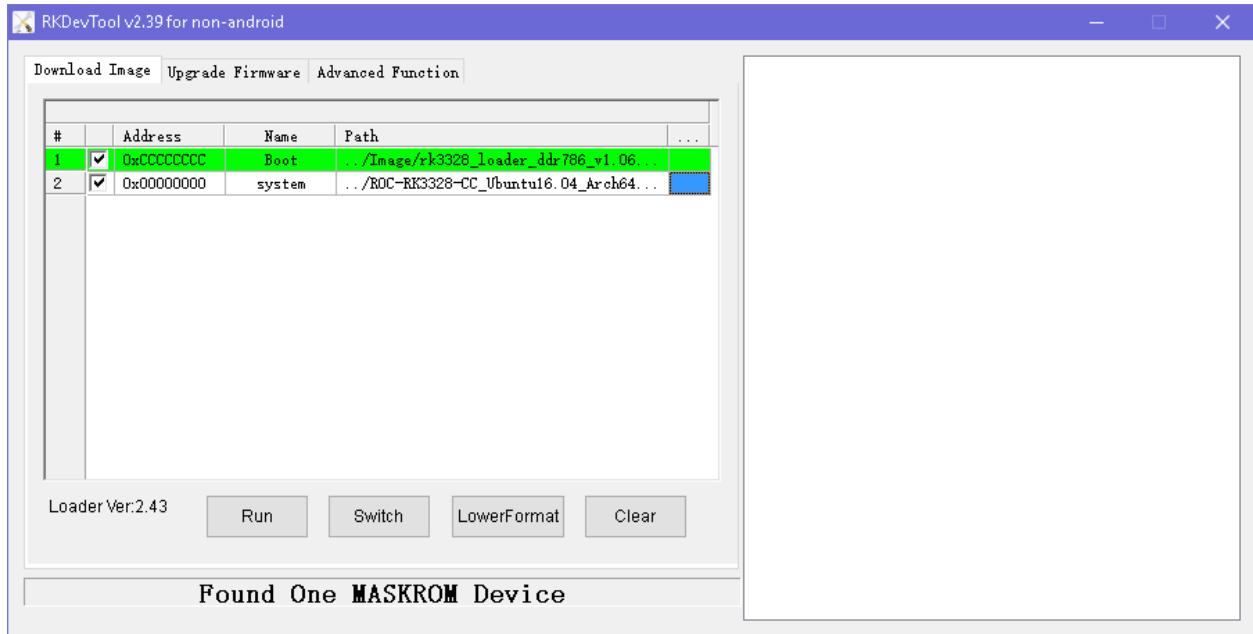 RKDevTool v2.39 for non-android
Download Image Upgrade Firmware Advanced Function
# Address Name Path ...
1 0xCCCCCCCC Boot ../Image/rk3328_loader_ddr786_v1.06...
2 0x00000000 system ../ROC-RK3328-CC_Ubuntu16.04_Arch64...
Loader Ver:2.43 Run Switch LowerFormat Clear
Found One MASKROM Device